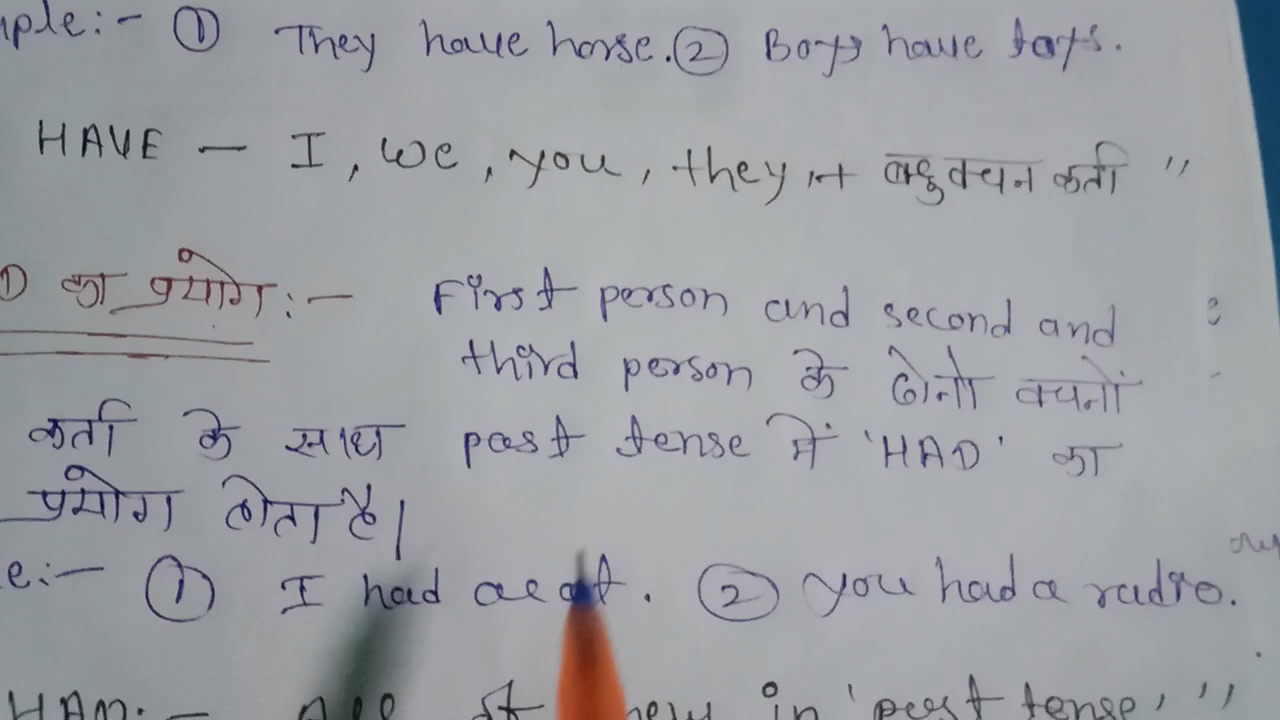 mple:- ① They have horse. ② Boys have toys.
HAVE - I, we, you, they, + बहुवचन कर्ता "
D का प्रयोग :- First person and second and
third person के दोनो वचनों
कर्ता के साथ past tense में 'HAD' का
प्रयोग होता है।
e:- ① I had a cat. ② you had a radio.
HAD: - in 'past tense' "